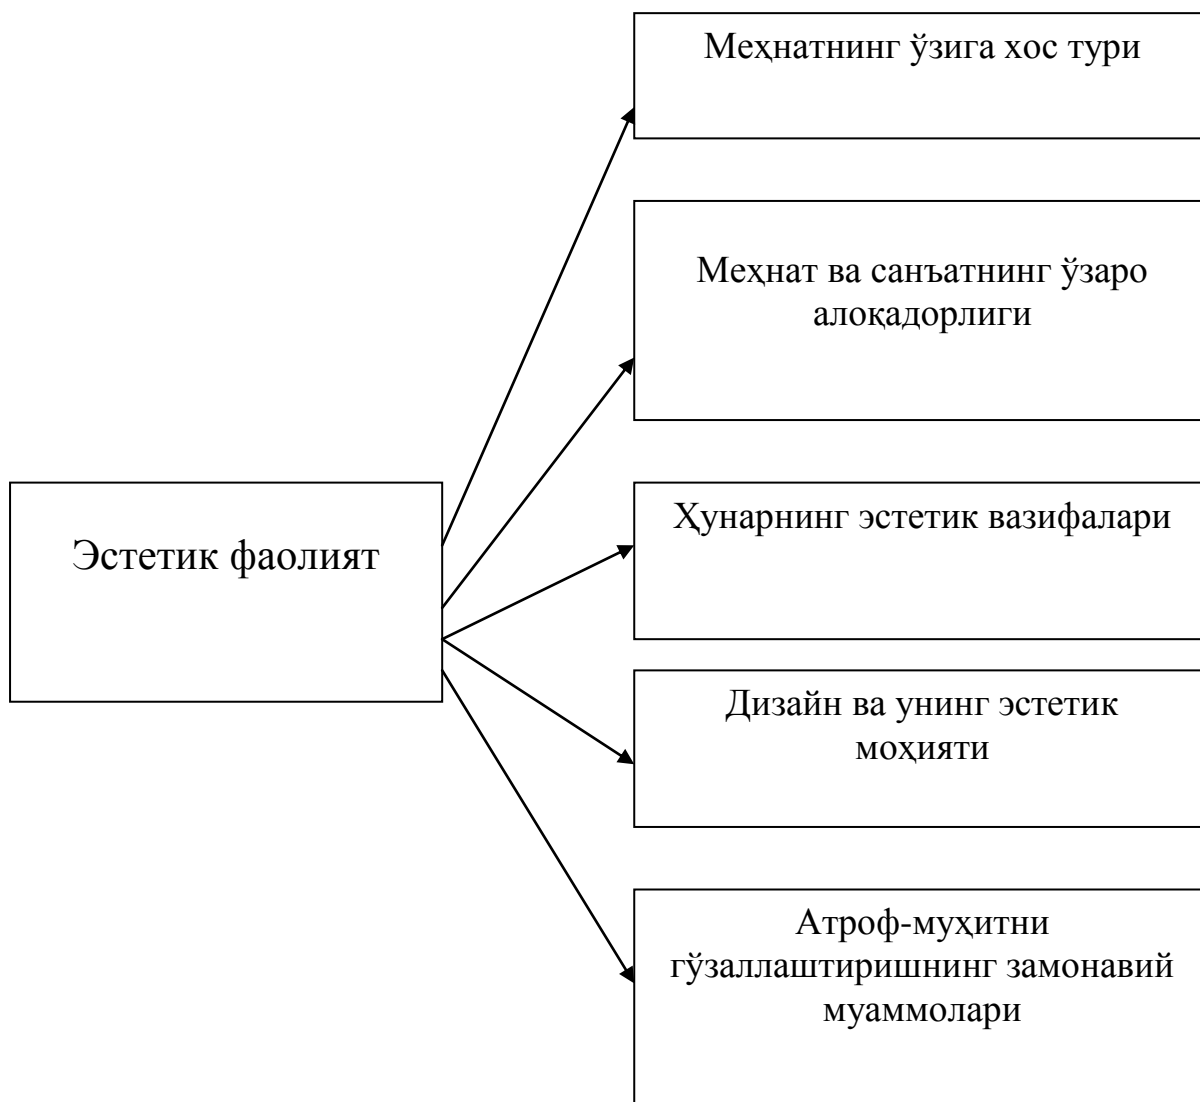 Меҳнатнинг ўзига хос тури
Меҳнат ва санъатнинг ўзаро
алоқадорлиги
Эстетик фаолият
Ҳунарнинг эстетик вазифалари
Дизайн ва унинг эстетик
моҳияти
Атроф-муҳитни
гўзаллаштиришнинг замонавий
муаммолари